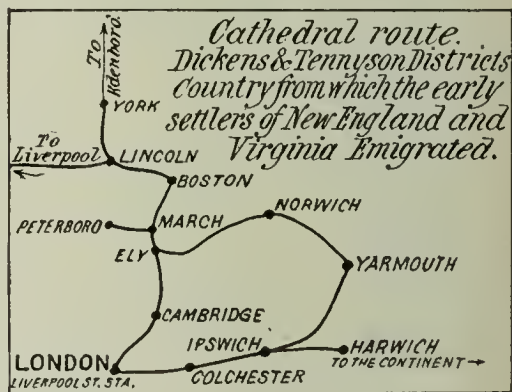 Cathedral route.
Dickens & Tennyson Districts
Country from which the early
settlers of New England and
Virginia Emigrated.
To
Edenboro'
YORK
To
Liverpool
LINCOLN
BOSTON
PETERBORO
MARCH
NORWICH
ELY
YARMOUTH
CAMBRIDGE
IPSWICH
HARWICH
TO THE CONTINENT
LONDON
LIVERPOOL ST. STA.
COLCHESTER